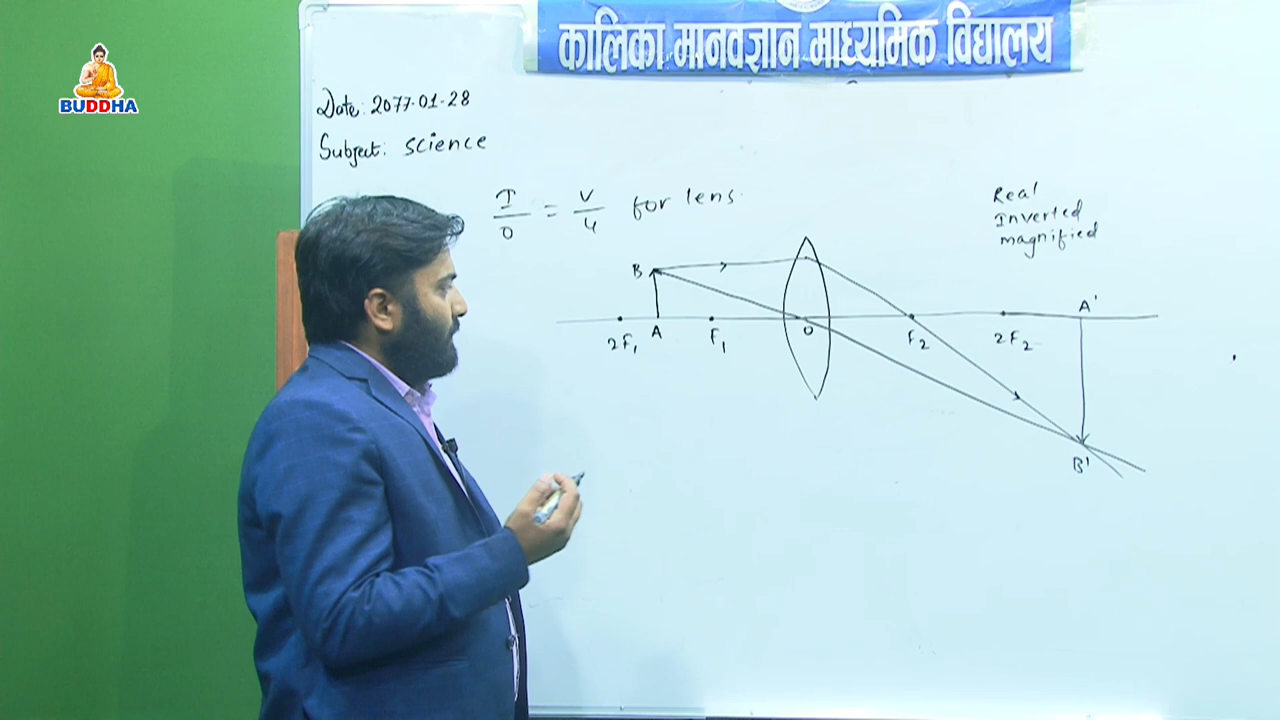 कालिका मानवज्ञान माध्यमिक विद्यालय
BUDDHA
Date: 2077-01-28
Subject: science
I/O = V/u for lens.
Real
Inverted
magnified
B
A'
2F₁ A F₁ O F₂ 2F₂
B'